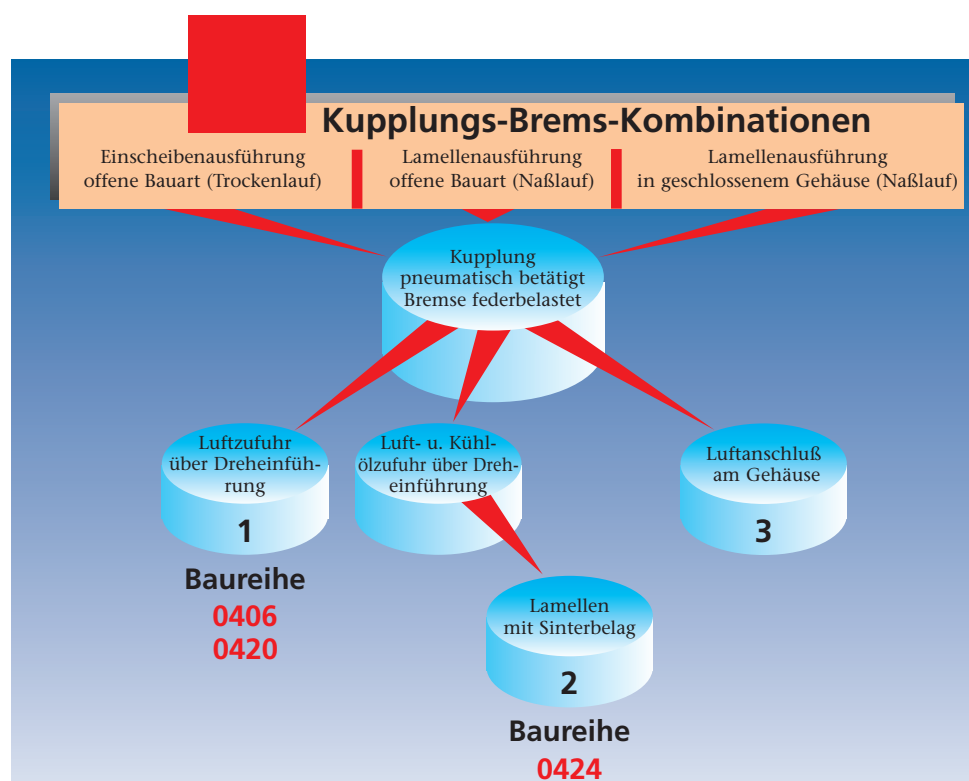 Kupplungs-Brems-Kombinationen
Einscheibenausführung
offene Bauart (Trockenlauf)
Lamellenausführung
offene Bauart (Naßlauf)
Lamellenausführung
in geschlossenem Gehäuse (Naßlauf)
Kupplung
pneumatisch betätigt
Bremse federbelastet
Luftzufuhr
über Dreheinfüh-
rung
1
Baureihe
0406
0420
Luft- u. Kühl-
ölzufuhr über Dreh-
einführung
Lamellen
mit Sinterbelag
2
Baureihe
0424
Luftanschluß
am Gehäuse
3